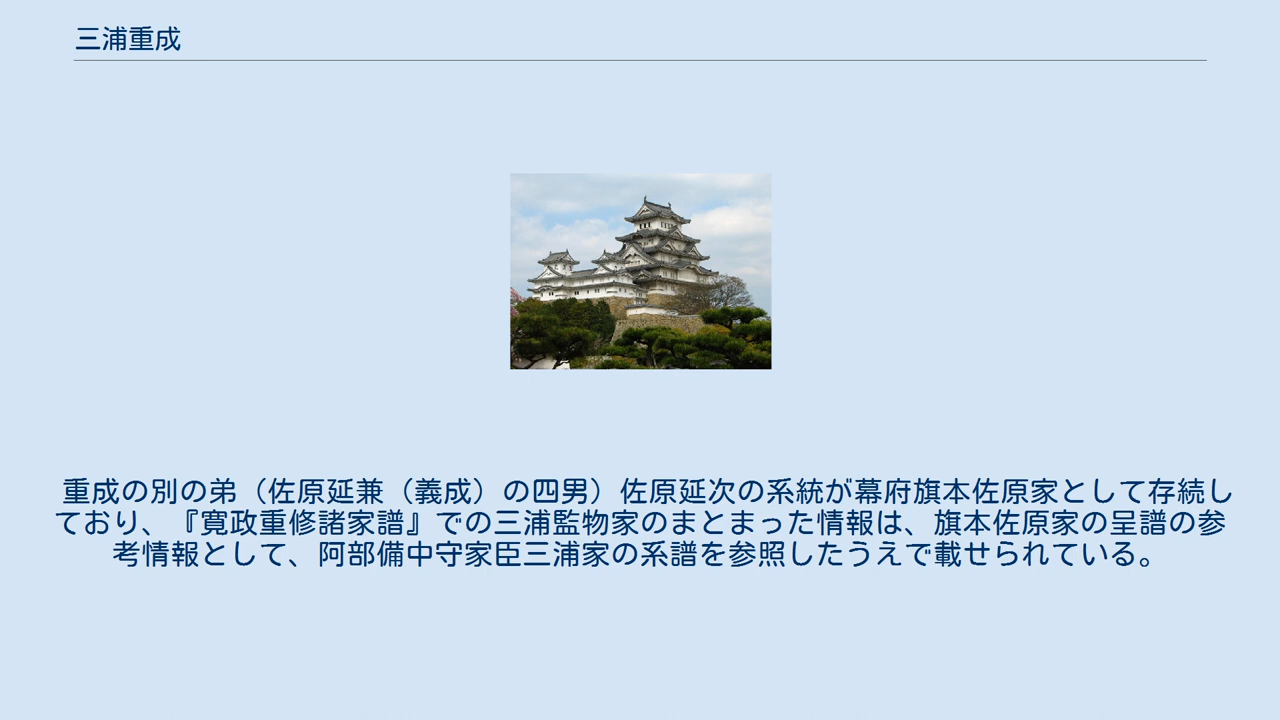 三浦重成
重成の別の弟（佐原延兼（義成）の四男）佐原延次の系統が幕府旗本佐原家として存続し
ており、『寛政重修諸家譜』での三浦監物家のまとまった情報は、旗本佐原家の呈譜の参
考情報として、阿部備中守家臣三浦家の系譜を参照したうえで載せられている。